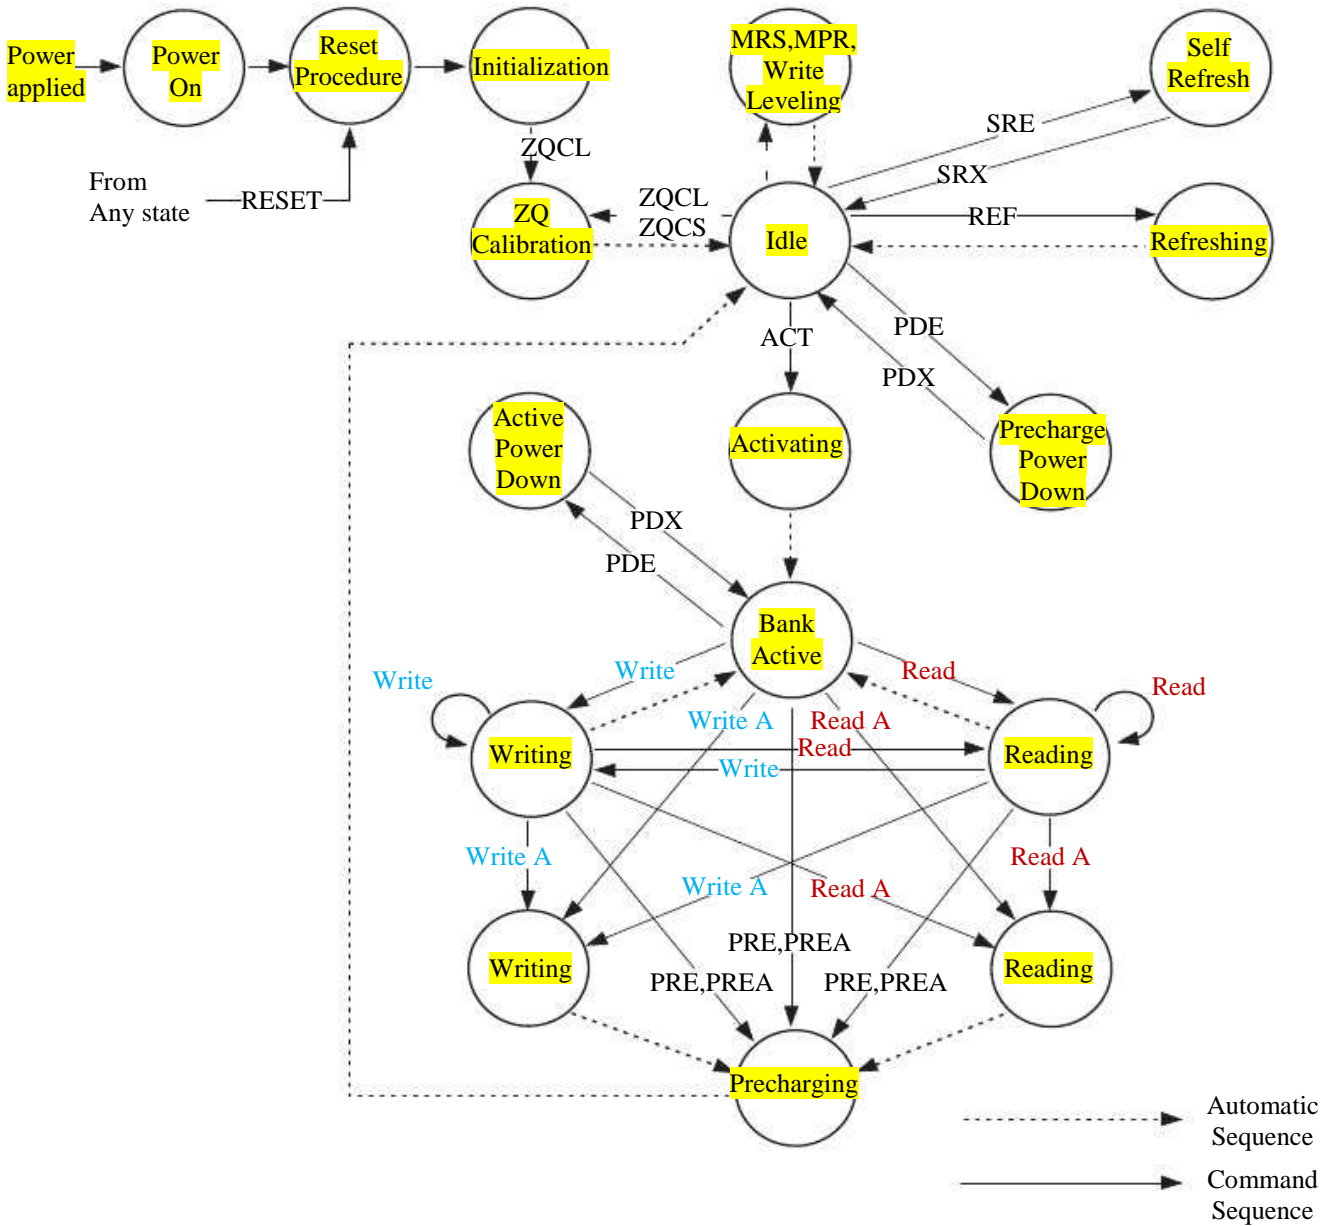 Power
applied
Power
On
Reset
Procedure
Initialization
MRS,MPR,
Write
Leveling
Self
Refresh
SRE
SRX
ZQCL
From
Any state
RESET
ZQ
Calibration
ZQCL
ZQCS
Idle
REF
Refreshing
ACT
PDE
PDX
Active
Power
Down
Activating
Precharge
Power
Down
PDX
PDE
Bank
Active
Write
Write
Read
Read
Write A
Read A
Writing
Read
Write
Reading
Write A
Write A
Read A
Read A
Writing
PRE,PREA
PRE,PREA
PRE,PREA
Reading
Precharging
Automatic
Sequence
Command
Sequence